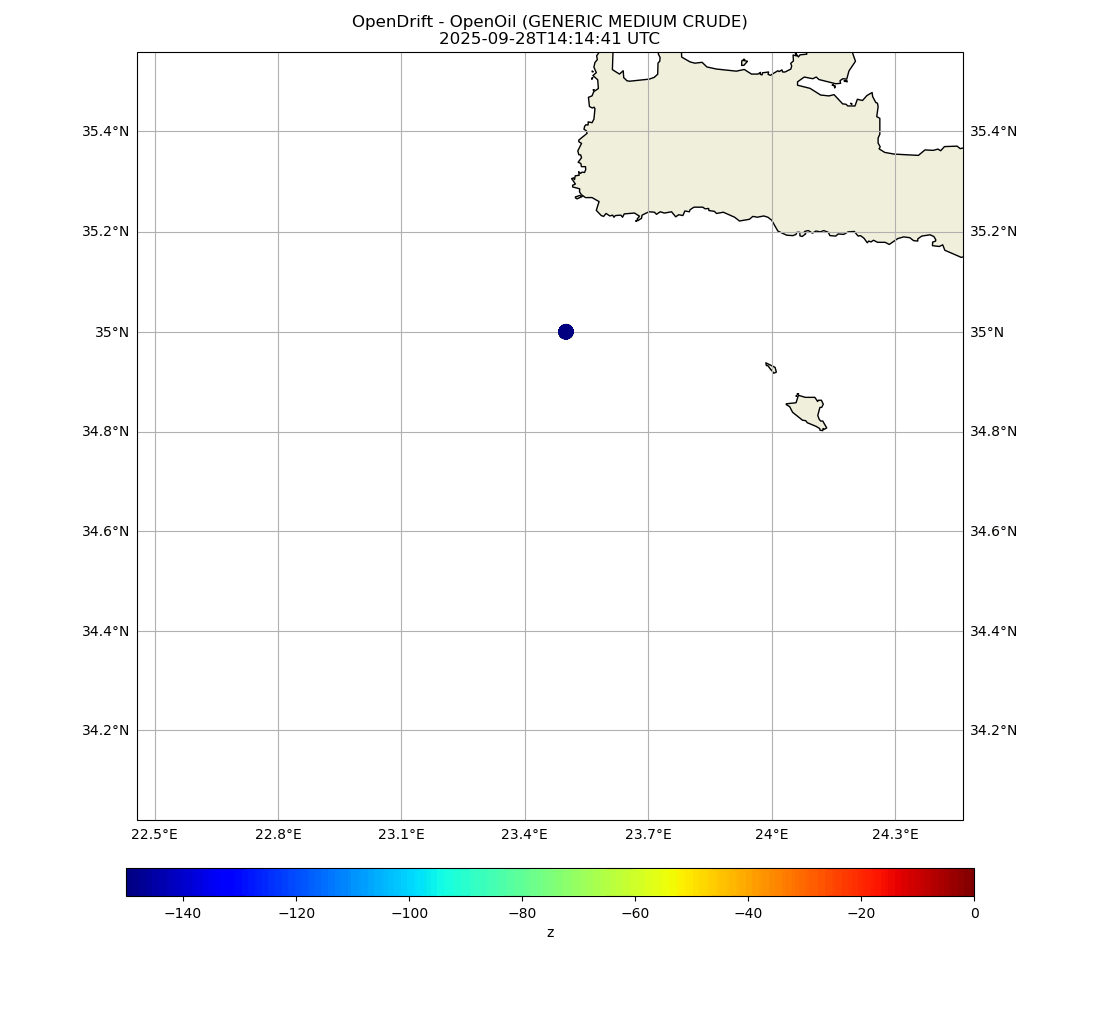 OpenDrift - OpenOil (GENERIC MEDIUM CRUDE)
2025-09-28T14:14:41 UTC
35.4°N 35.4°N
35.2°N 35.2°N
35°N 35°N
34.8°N 34.8°N
34.6°N 34.6°N
34.4°N 34.4°N
34.2°N 34.2°N
22.5°E 22.8°E 23.1°E 23.4°E 23.7°E 24°E 24.3°E
−140 −120 −100 −80 −60 −40 −20 0
z